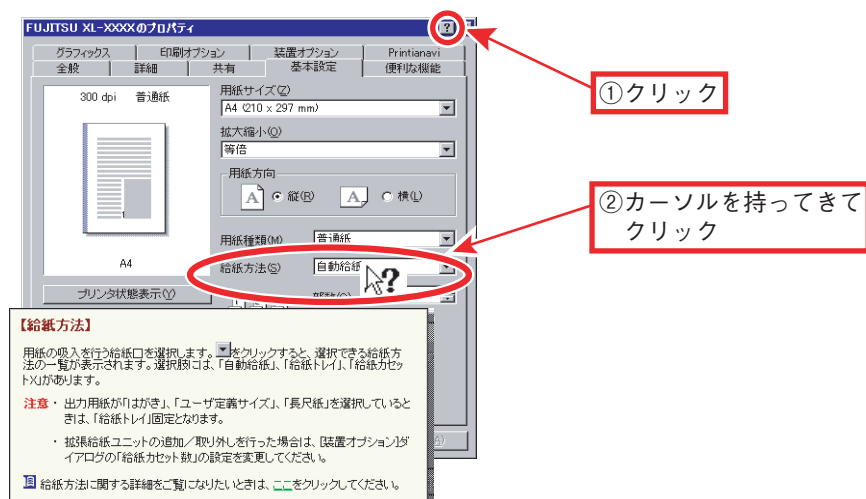 FUJITSU XL-XXXXのプロパティ
?
グラフィックス 印刷オプション 装置オプション Printianavi
全般 詳細 共有 基本設定 便利な機能
300 dpi 普通紙
用紙サイズ(Z)
A4 (210 x 297 mm)
拡大縮小(O)
等倍
用紙方向
A 縦(R) A 横(L)
用紙種類(M) 普通紙
A4
給紙方法(S) 自動給紙
?
プリンタ状態表示(Y)
部数(C)
①クリック
②カーソルを持ってきて
クリック
【給紙方法】
用紙の吸入を行う給紙口を選択します。▼をクリックすると、選択できる給紙方
法の一覧が表示されます。選択肢には、「自動給紙」、「給紙トレイ」、「給紙カセッ
トX」があります。
注意・ 出力用紙が「はがき」、「ユーザ定義サイズ」、「長尺紙」を選択していると
きは、「給紙トレイ」固定となります。
・ 拡張給紙ユニットの追加/取り外しを行った場合は、[装置オプション]ダ
イアログの「給紙カセット数」の設定を変更してください。
給紙方法に関する詳細をご覧になりたいときは、ここをクリックしてください。